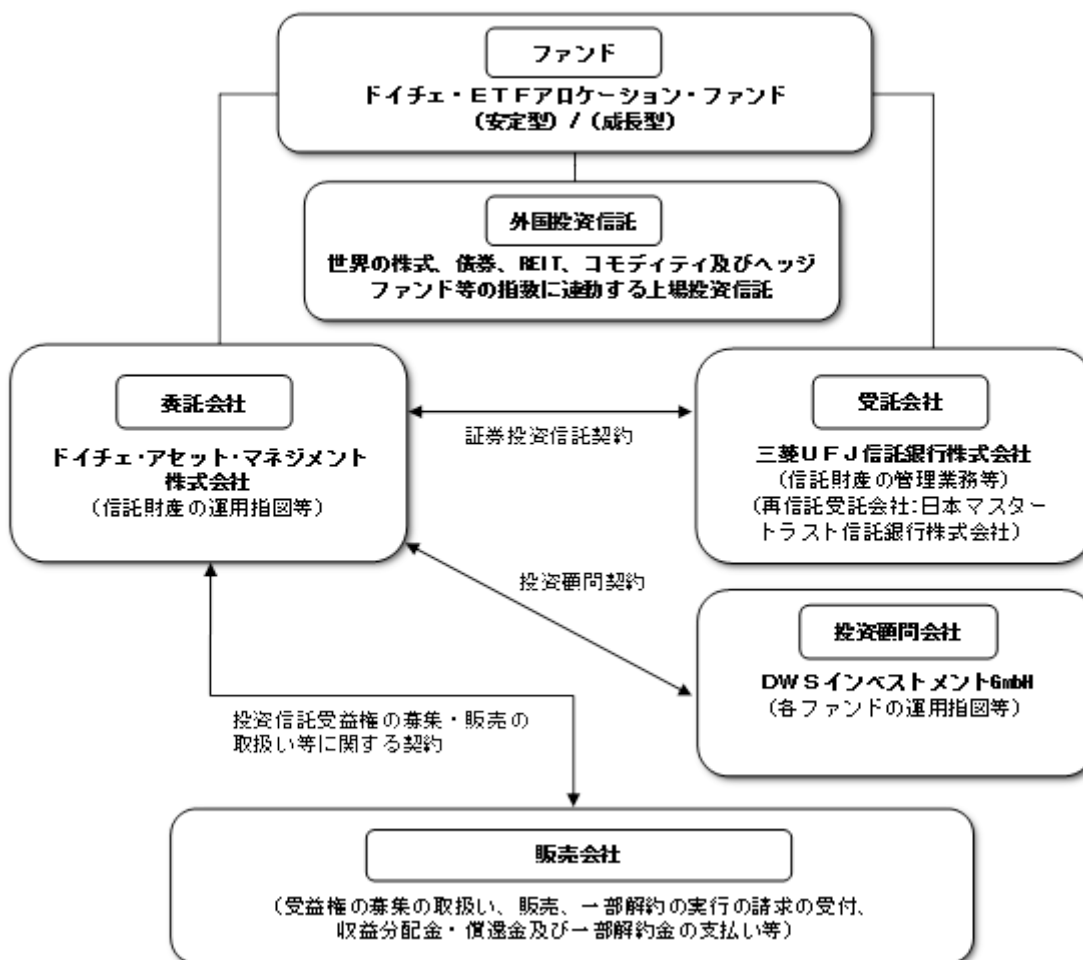 ファンド
ドイチェ・ETFアロケーション・ファンド
(安定型) / (成長型)
外国投資信託
世界の株式、債券、REIT、コモディティ及びヘッジ
ファンド等の指数に連動する上場投資信託
委託会社
ドイチェ・アセット・マネジメント
株式会社
(信託財産の運用指図等)
証券投資信託契約
受託会社
三菱UFJ信託銀行株式会社
(信託財産の管理業務等)
(再信託受託会社:日本マスター
トラスト信託銀行株式会社)
投資顧問契約
投資顧問会社
DWSインベストメントGmbH
(各ファンドの運用指図等)
投資信託受益権の募集・販売の
取扱い等に関する契約
販売会社
(受益権の募集の取扱い、販売、一部解約の実行の請求の受付、
収益分配金・償還金及び一部解約金の支払い等)